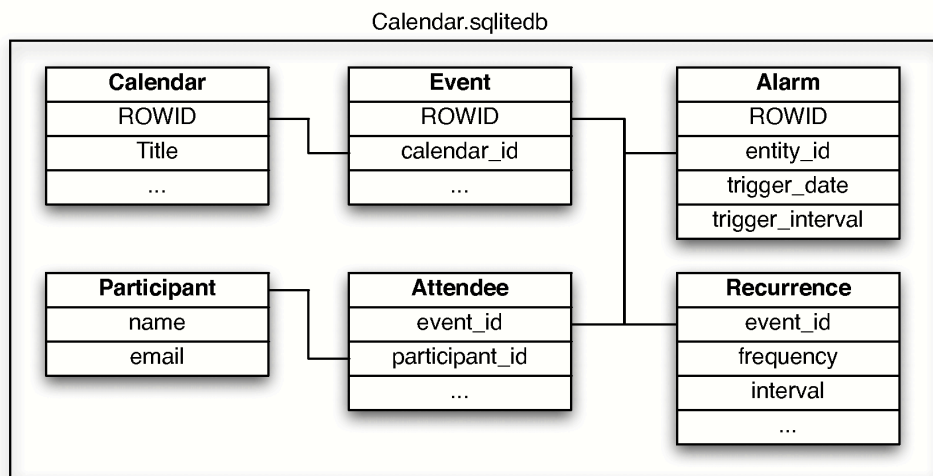 Calendar.sqlitedb
Calendar
ROWID
Title
...
Event
ROWID
calendar_id
...
Alarm
ROWID
entity_id
trigger_date
trigger_interval
Participant
name
email
Attendee
event_id
participant_id
...
Recurrence
event_id
frequency
interval
...